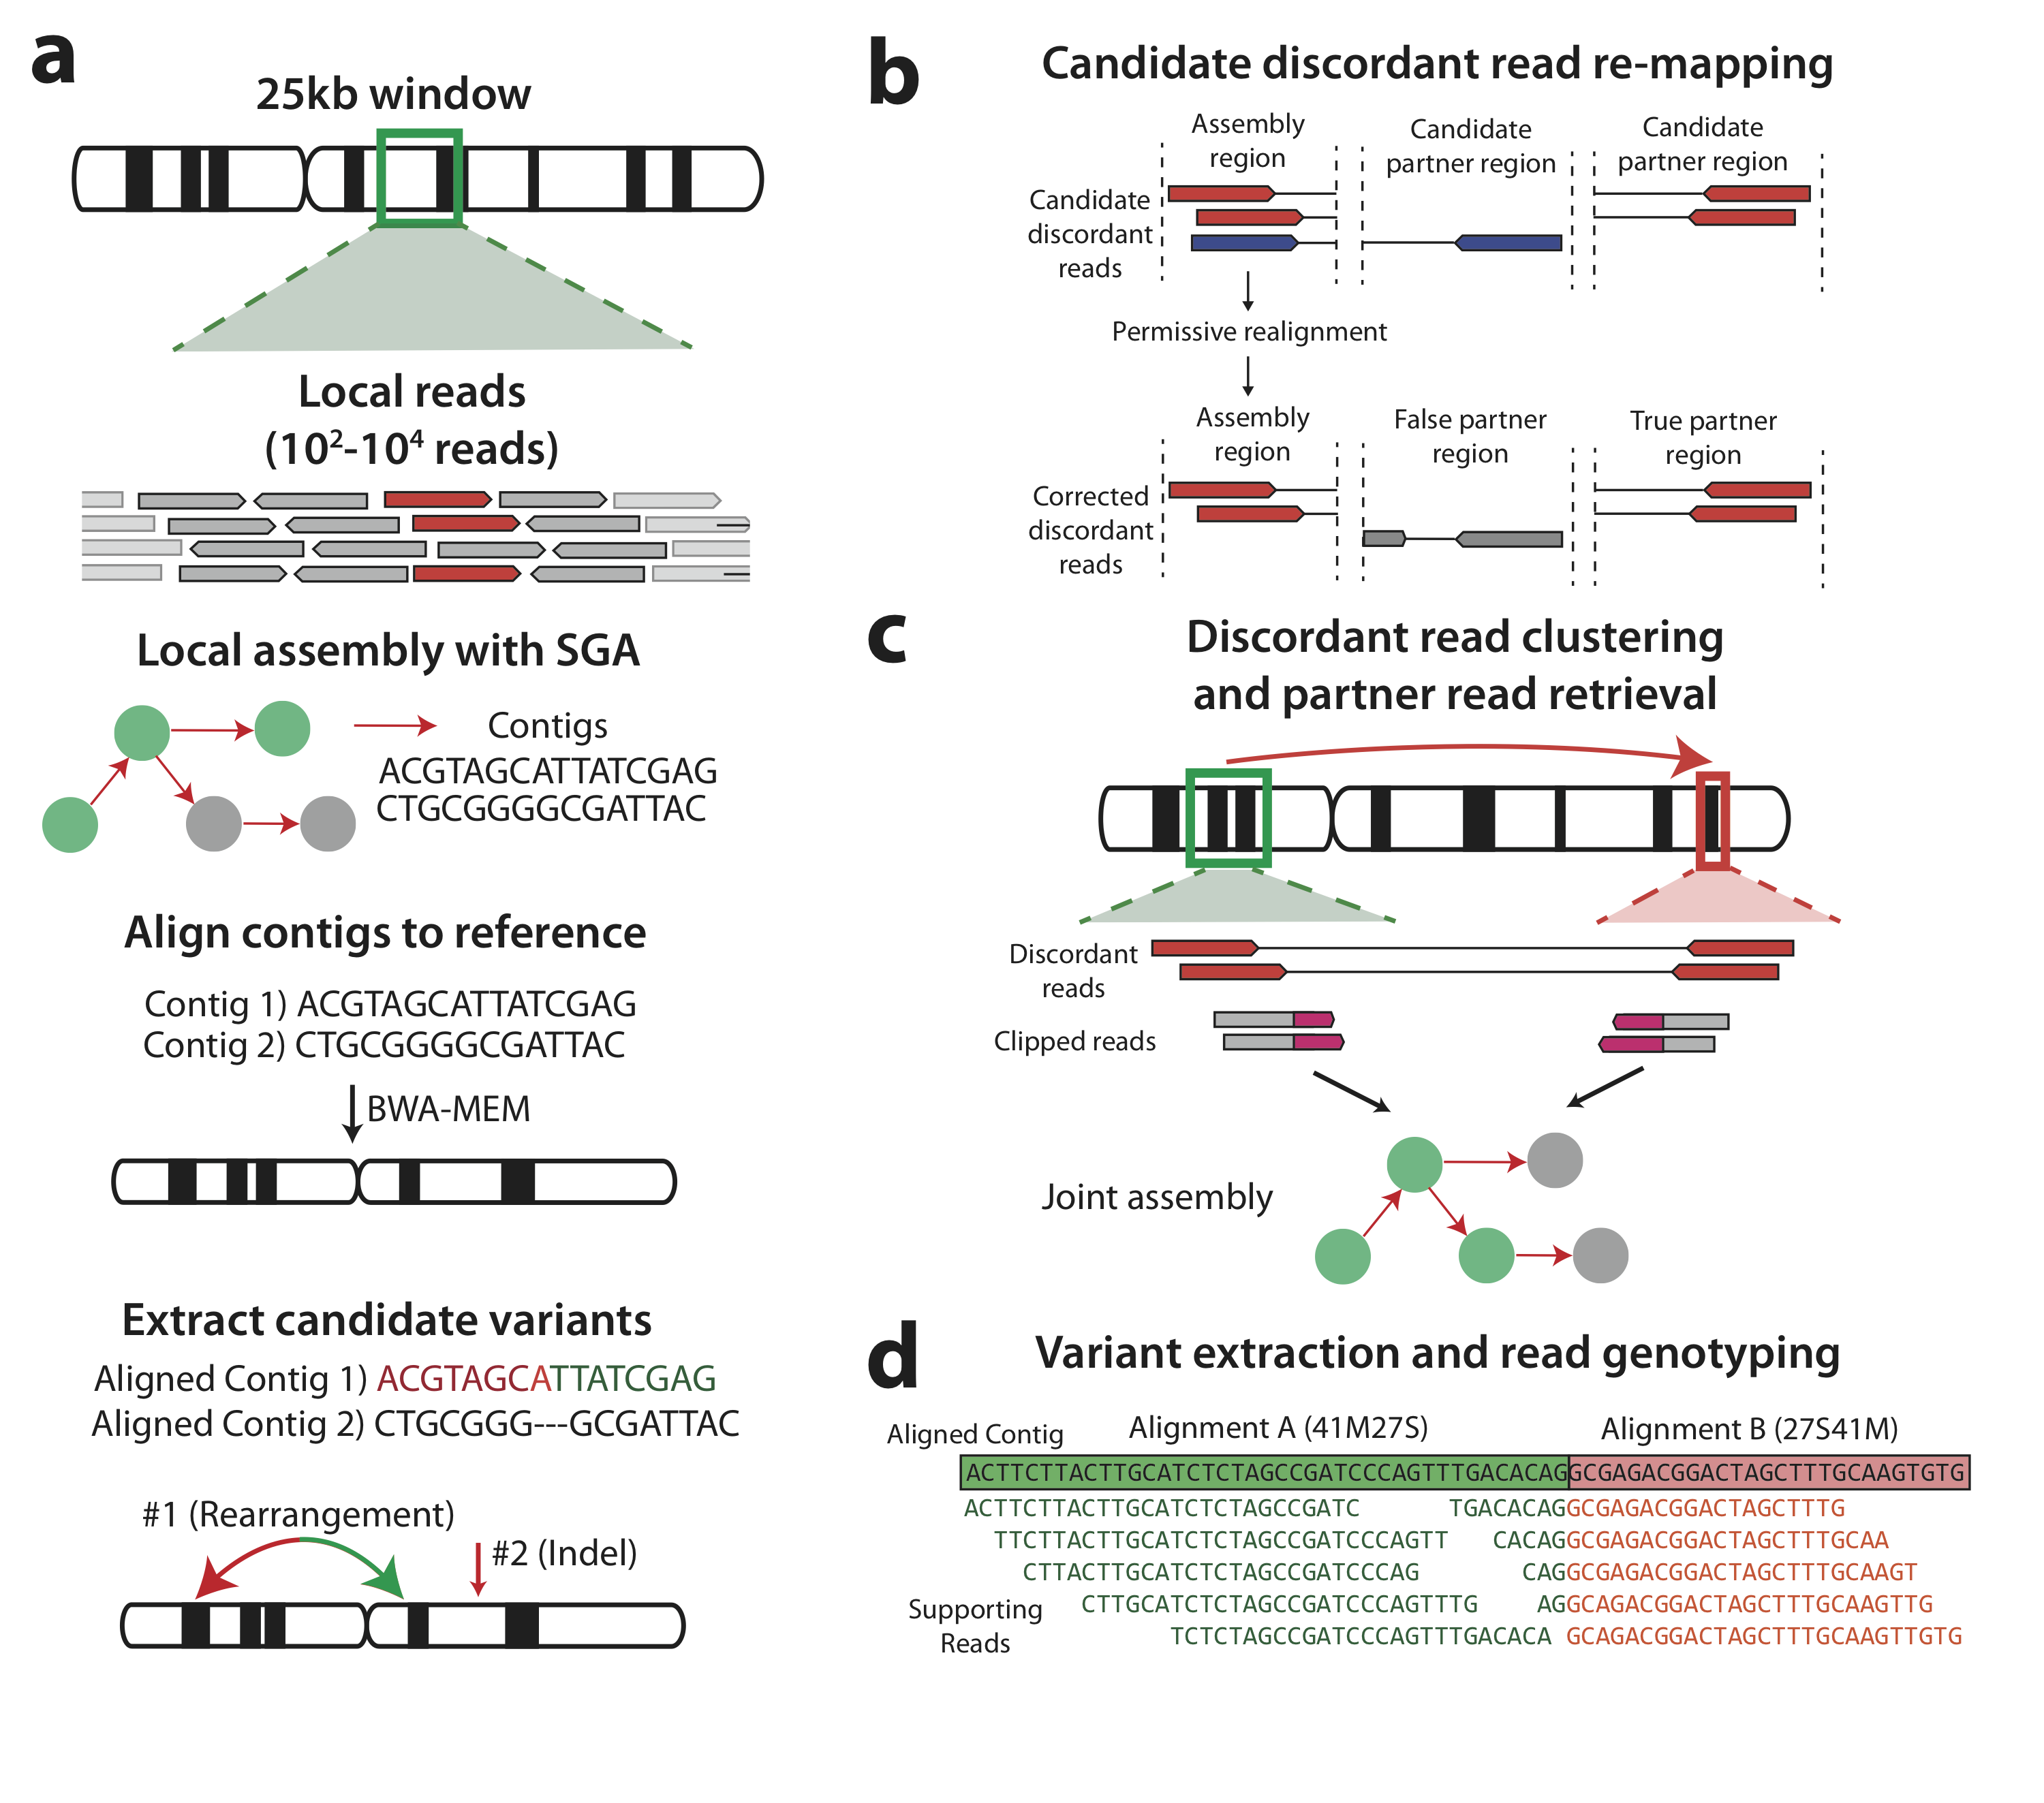 a
25kb window
Local reads
(10²-10⁴ reads)
Local assembly with SGA
Contigs
ACGTAGCATTATCGAG
CTGCGGGGCGATTAC
Align contigs to reference
Contig 1) ACGTAGCATTATCGAG
Contig 2) CTGCGGGGCGATTAC
BWA-MEM
Extract candidate variants
Aligned Contig 1) ACGTAGCATTATCGAG
Aligned Contig 2) CTGCGGG---GCGATTAC
#1 (Rearrangement)
#2 (Indel)
b
Candidate discordant read re-mapping
Assembly
region
Candidate
partner region
Candidate
partner region
Candidate
discordant
reads
Permissive realignment
Assembly
region
False partner
region
True partner
region
Corrected
discordant
reads
c
Discordant read clustering
and partner read retrieval
Discordant
reads
Clipped reads
Joint assembly
d
Variant extraction and read genotyping
Aligned Contig
Alignment A (41M27S)
Alignment B (27S41M)
ACTTCTTACTTGCATCTCTAGCCGATCCCAGTTTGACACAGGCGAGACGGACTAGCTTTGCAAGTGTG
ACTTCTTACTTGCATCTCTAGCCGATC TGACACAGGCGAGACGGACTAGCTTTG
TTCTTACTTGCATCTCTAGCCGATCCCAGTT CACAGGCGAGACGGACTAGCTTTGCAA
CTTACTTGCATCTCTAGCCGATCCCAG CAGGCGAGACGGACTAGCTTTGCAAGT
CTTGCATCTCTAGCCGATCCCAGTTTG AGGCAGACGGACTAGCTTTGCAAGTTG
TCTCTAGCCGATCCCAGTTTGACACA GCAGACGGACTAGCTTTGCAAGTTGTG
Supporting
Reads